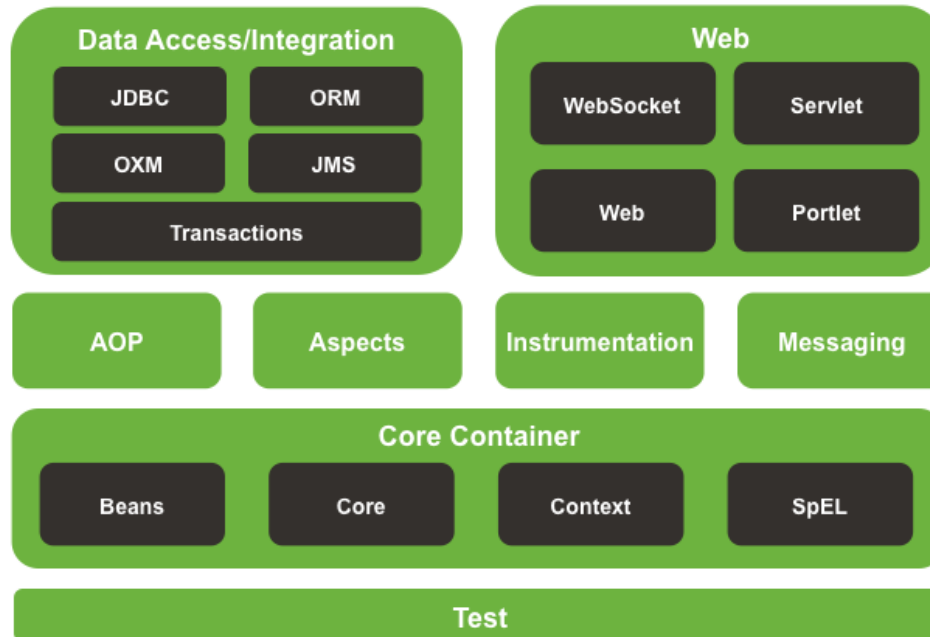 Data Access/Integration
JDBC
ORM
OXM
JMS
Transactions
Web
WebSocket
Servlet
Web
Portlet
AOP
Aspects
Instrumentation
Messaging
Core Container
Beans
Core
Context
SpEL
Test